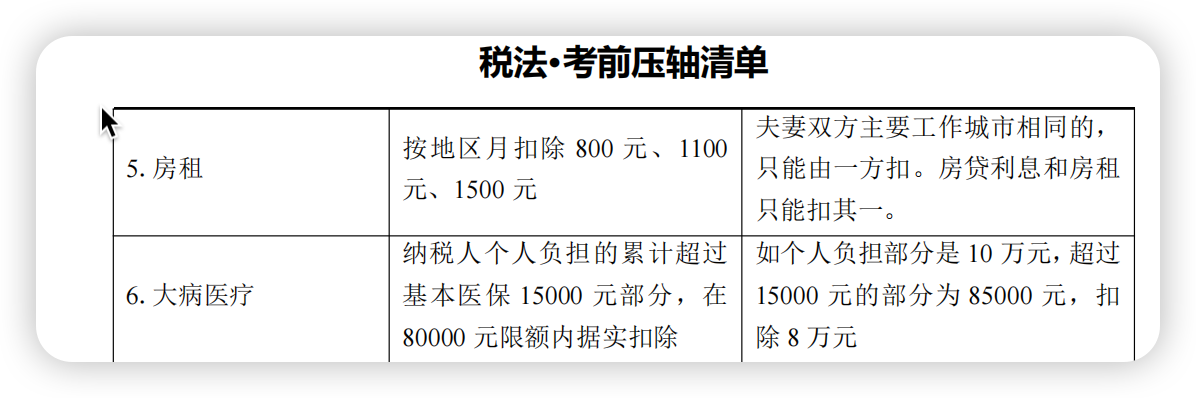 税法·考前压轴清单
5. 房租
按地区月扣除 800 元、1100
元、1500 元
夫妻双方主要工作城市相同的，
只能由一方扣。房贷利息和房租
只能扣其一。
6. 大病医疗
纳税人个人负担的累计超过
基本医保 15000 元部分，在
80000 元限额内据实扣除
如个人负担部分是 10 万元，超过
15000 元的部分为 85000 元，扣
除 8 万元